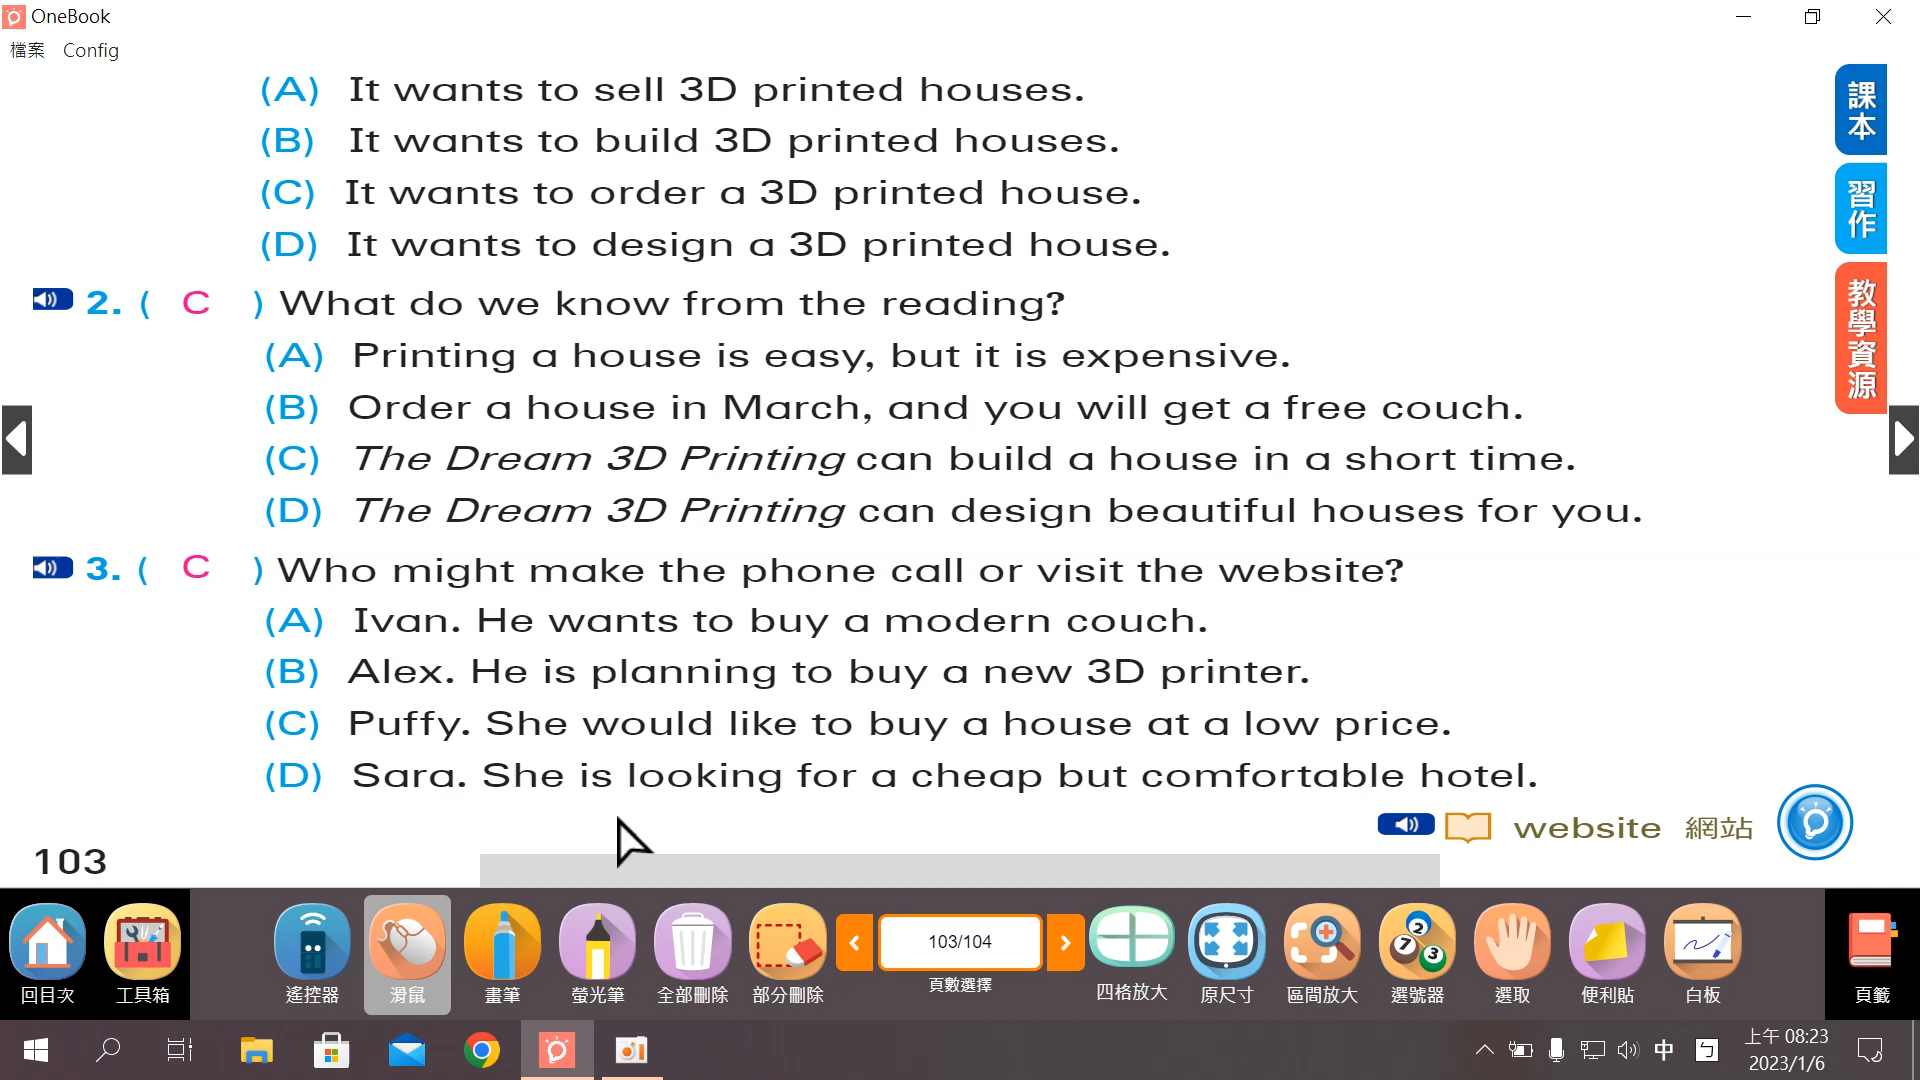 OneBook
檔案 Config
(A) It wants to sell 3D printed houses.
(B) It wants to build 3D printed houses.
(C) It wants to order a 3D printed house.
(D) It wants to design a 3D printed house.
2. ( C ) What do we know from the reading?
(A) Printing a house is easy, but it is expensive.
(B) Order a house in March, and you will get a free couch.
(C) The Dream 3D Printing can build a house in a short time.
(D) The Dream 3D Printing can design beautiful houses for you.
3. ( C ) Who might make the phone call or visit the website?
(A) Ivan. He wants to buy a modern couch.
(B) Alex. He is planning to buy a new 3D printer.
(C) Puffy. She would like to buy a house at a low price.
(D) Sara. She is looking for a cheap but comfortable hotel.
website 網站
103
課本
習作
教學資源
103/104
回目次 工具箱 遙控器 滑鼠 畫筆 螢光筆 全部刪除 部分刪除 頁數選擇 四格放大 原尺寸 區間放大 選號器 選取 便利貼 白板 頁籤
2 7 3
中 ㄅ 上午 08:23
2023/1/6